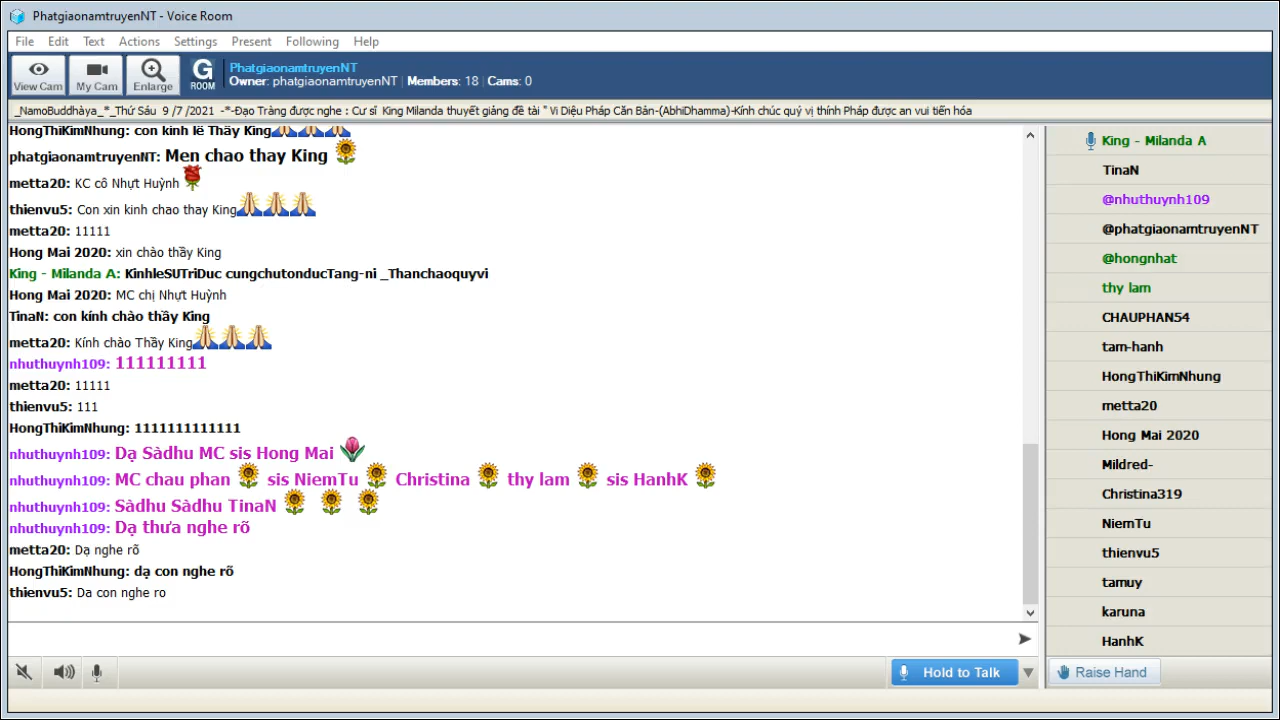 PhatgiaonamtruyenNT - Voice Room
File Edit Text Actions Settings Present Following Help
View Cam My Cam Enlarge G ROOM
PhatgiaonamtruyenNT
Owner: phatgiaonamtruyenNT | Members: 18 | Cams: 0
_NamoBuddhàya_*_Thứ Sáu 9 /7 /2021 -*-Đạo Tràng được nghe : Cư sĩ King Milanda thuyết giảng đề tài " Vi Diệu Pháp Căn Bản-(AbhiDhamma)-Kính chúc quý vị thính Pháp được an vui tiến hóa
HongThiKimNhung: con kính lễ Thầy King
phatgiaonamtruyenNT: Men chao thay King
metta20: KC cô Nhựt Huỳnh
thienvu5: Con xin kinh chao thay King
metta20: 11111
Hong Mai 2020: xin chào thầy King
King - Milanda A: KinhleSUTriDuc cungchutonducTang-ni _Thanchaoquyvi
Hong Mai 2020: MC chị Nhựt Huỳnh
TinaN: con kính chào thầy King
metta20: Kính chào Thầy King
nhuthuynh109: 111111111
metta20: 11111
thienvu5: 111
HongThiKimNhung: 1111111111111
nhuthuynh109: Dạ Sàdhu MC sis Hong Mai
nhuthuynh109: MC chau phan sis NiemTu Christina thy lam sis HanhK
nhuthuynh109: Sàdhu Sàdhu TinaN
nhuthuynh109: Dạ thưa nghe rõ
metta20: Dạ nghe rõ
HongThiKimNhung: dạ con nghe rõ
thienvu5: Da con nghe ro
Hold to Talk
King - Milanda A
TinaN
@nhuthuynh109
@phatgiaonamtruyenNT
@hongnhat
thy lam
CHAUPHAN54
tam-hanh
HongThiKimNhung
metta20
Hong Mai 2020
Mildred-
Christina319
NiemTu
thienvu5
tamuy
karuna
HanhK
Raise Hand